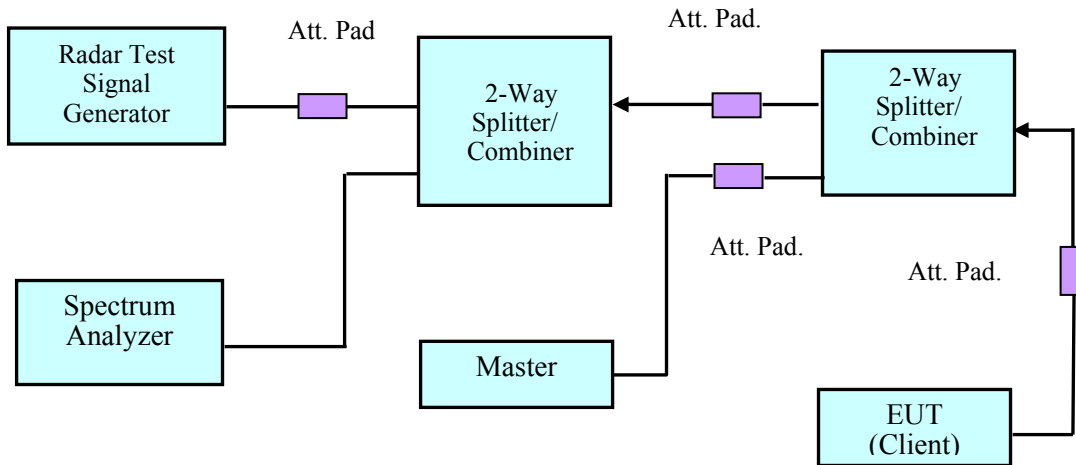 Att. Pad
Att. Pad.
Radar Test
Signal
Generator
2-Way
Splitter/
Combiner
2-Way
Splitter/
Combiner
Att. Pad.
Att. Pad.
Spectrum
Analyzer
Master
EUT
(Client)